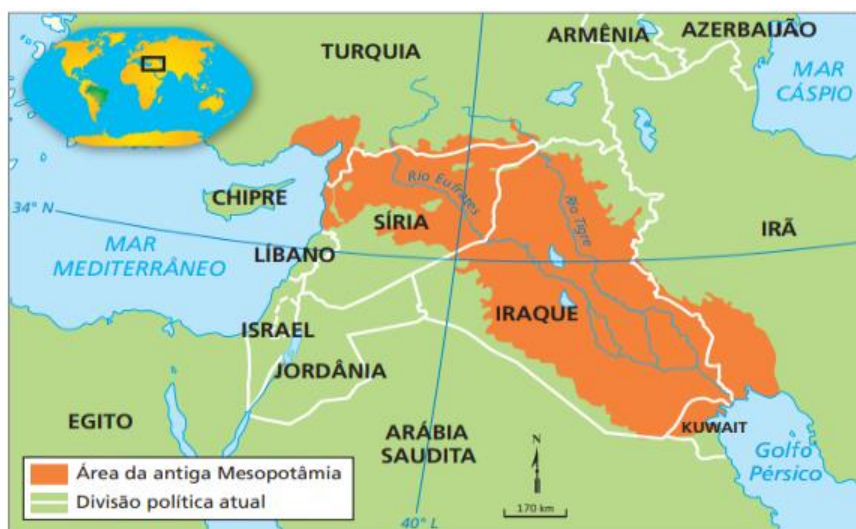 TURQUIA
ARMÊNIA
AZERBAIJÃO
MAR
CÁSPIO
CHIPRE
34° N
Rio Eufrates
Rio Tigre
SÍRIA
IRÃ
MAR
MEDITERRÂNEO
LÍBANO
IRAQUE
ISRAEL
JORDÂNIA
EGITO
ARÁBIA
SAUDITA
KUWAIT
Golfo
Pérsico
N
170 km
40° L
Área da antiga Mesopotâmia
Divisão política atual